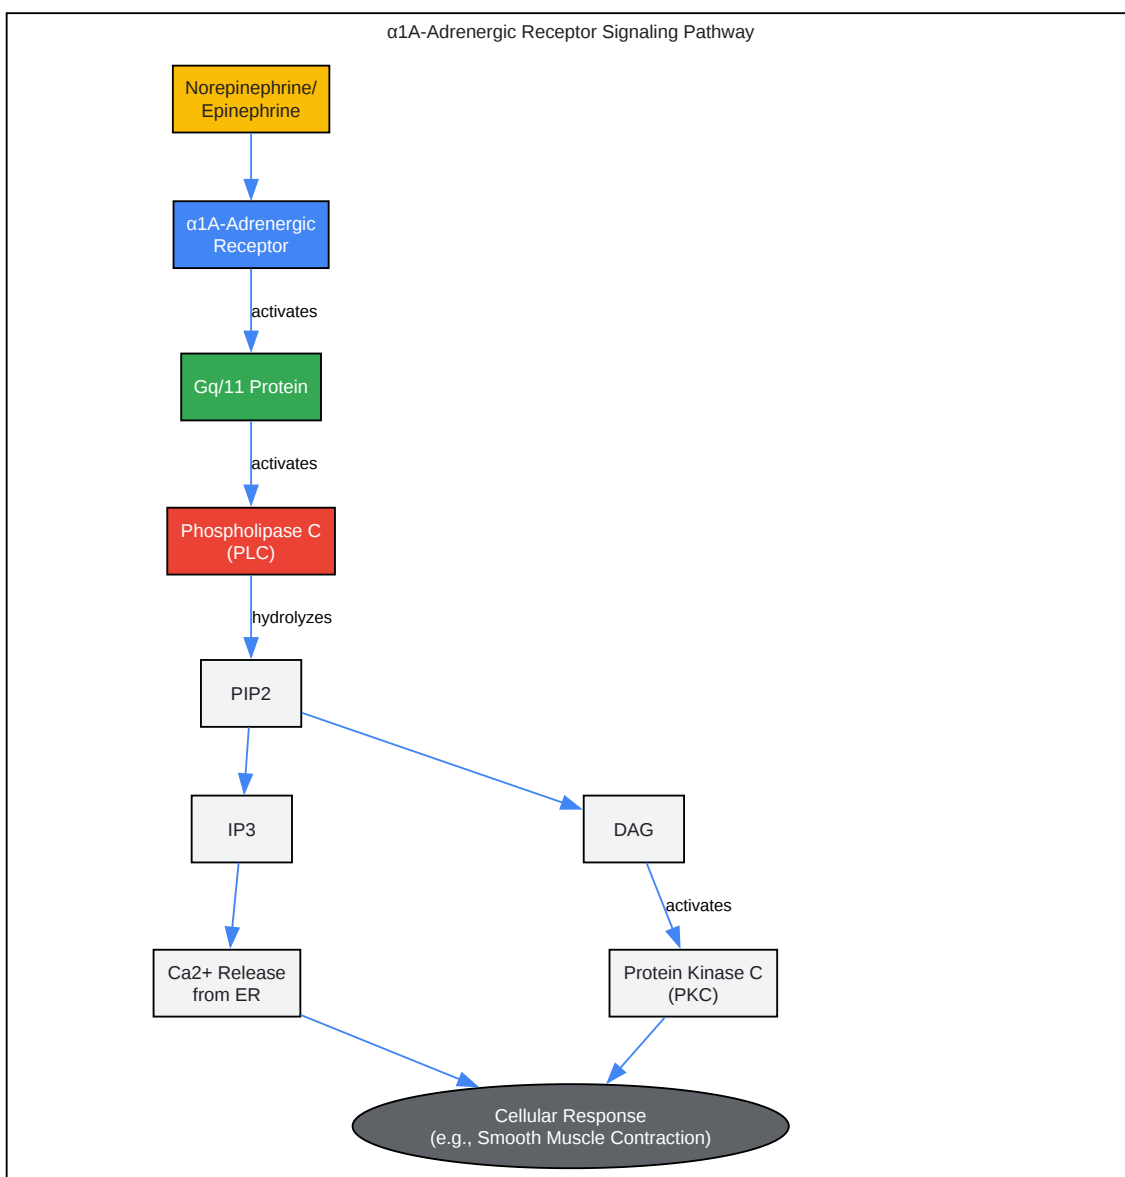 α1A-Adrenergic Receptor Signaling Pathway
Norepinephrine/
Epinephrine
α1A-Adrenergic
Receptor
activates
Gq/11 Protein
activates
Phospholipase C
(PLC)
hydrolyzes
PIP2
IP3
DAG
activates
Ca2+ Release
from ER
Protein Kinase C
(PKC)
Cellular Response
(e.g., Smooth Muscle Contraction)